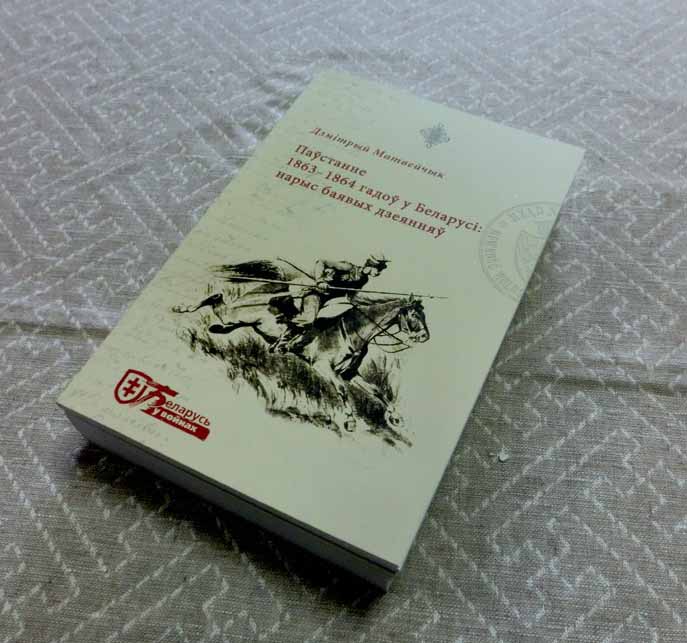 Дзмітрый Матвейчык
Паўстанне
1863–1864 гадоў у Беларусі:
нарыс баявых дзеянняў
Беларусь
у войнах